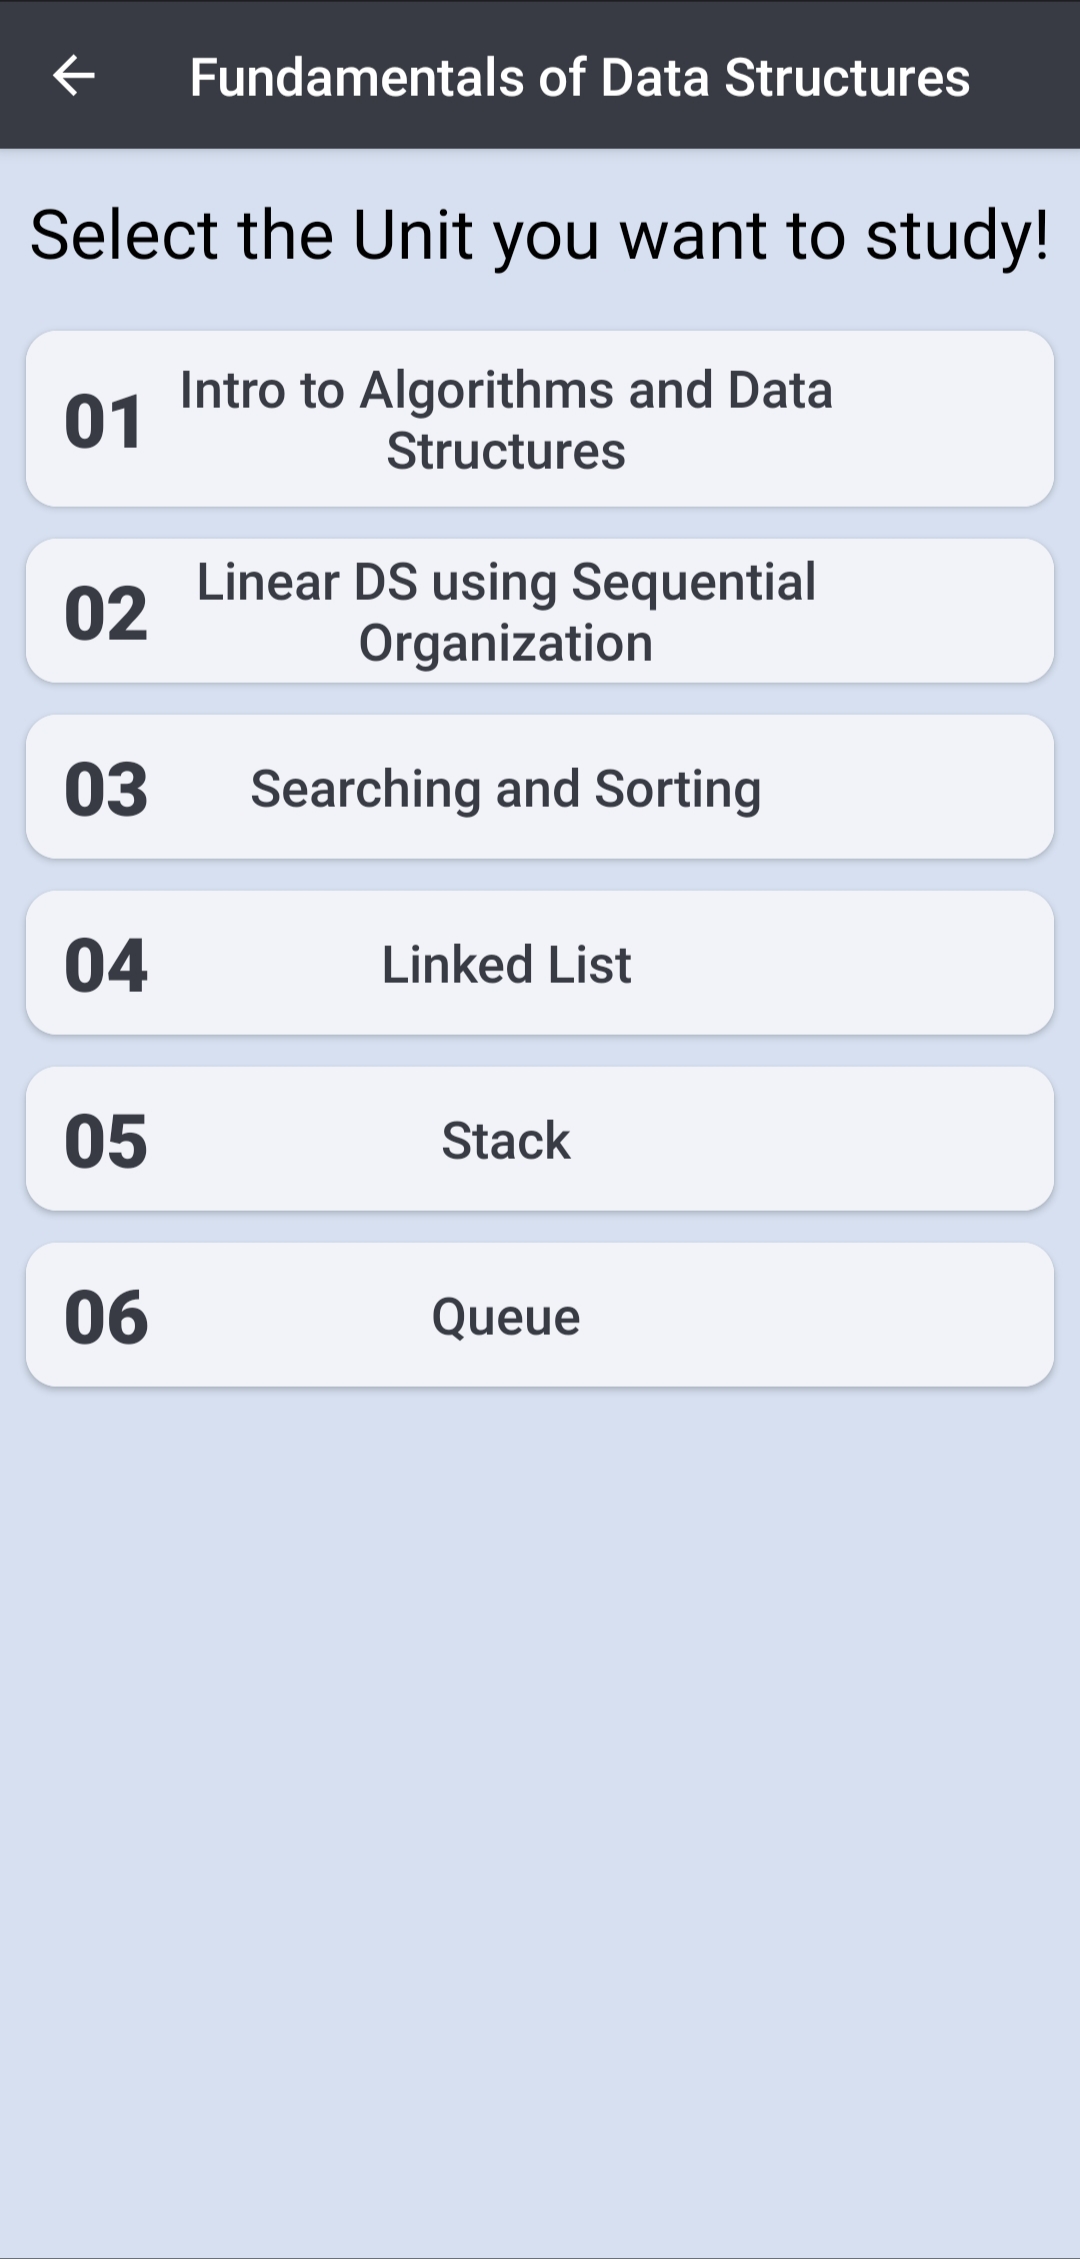 Fundamentals of Data Structures
Select the Unit you want to study!
01
Intro to Algorithms and Data
Structures
02
Linear DS using Sequential
Organization
03
Searching and Sorting
04
Linked List
05
Stack
06
Queue